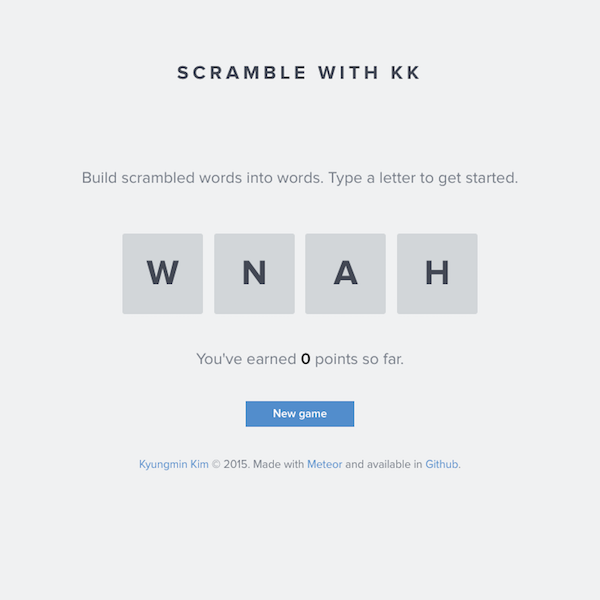 SCRAMBLE WITH KK
Build scrambled words into words. Type a letter to get started.
W N A H
You've earned 0 points so far.
New game
Kyungmin Kim © 2015. Made with Meteor and available in Github.